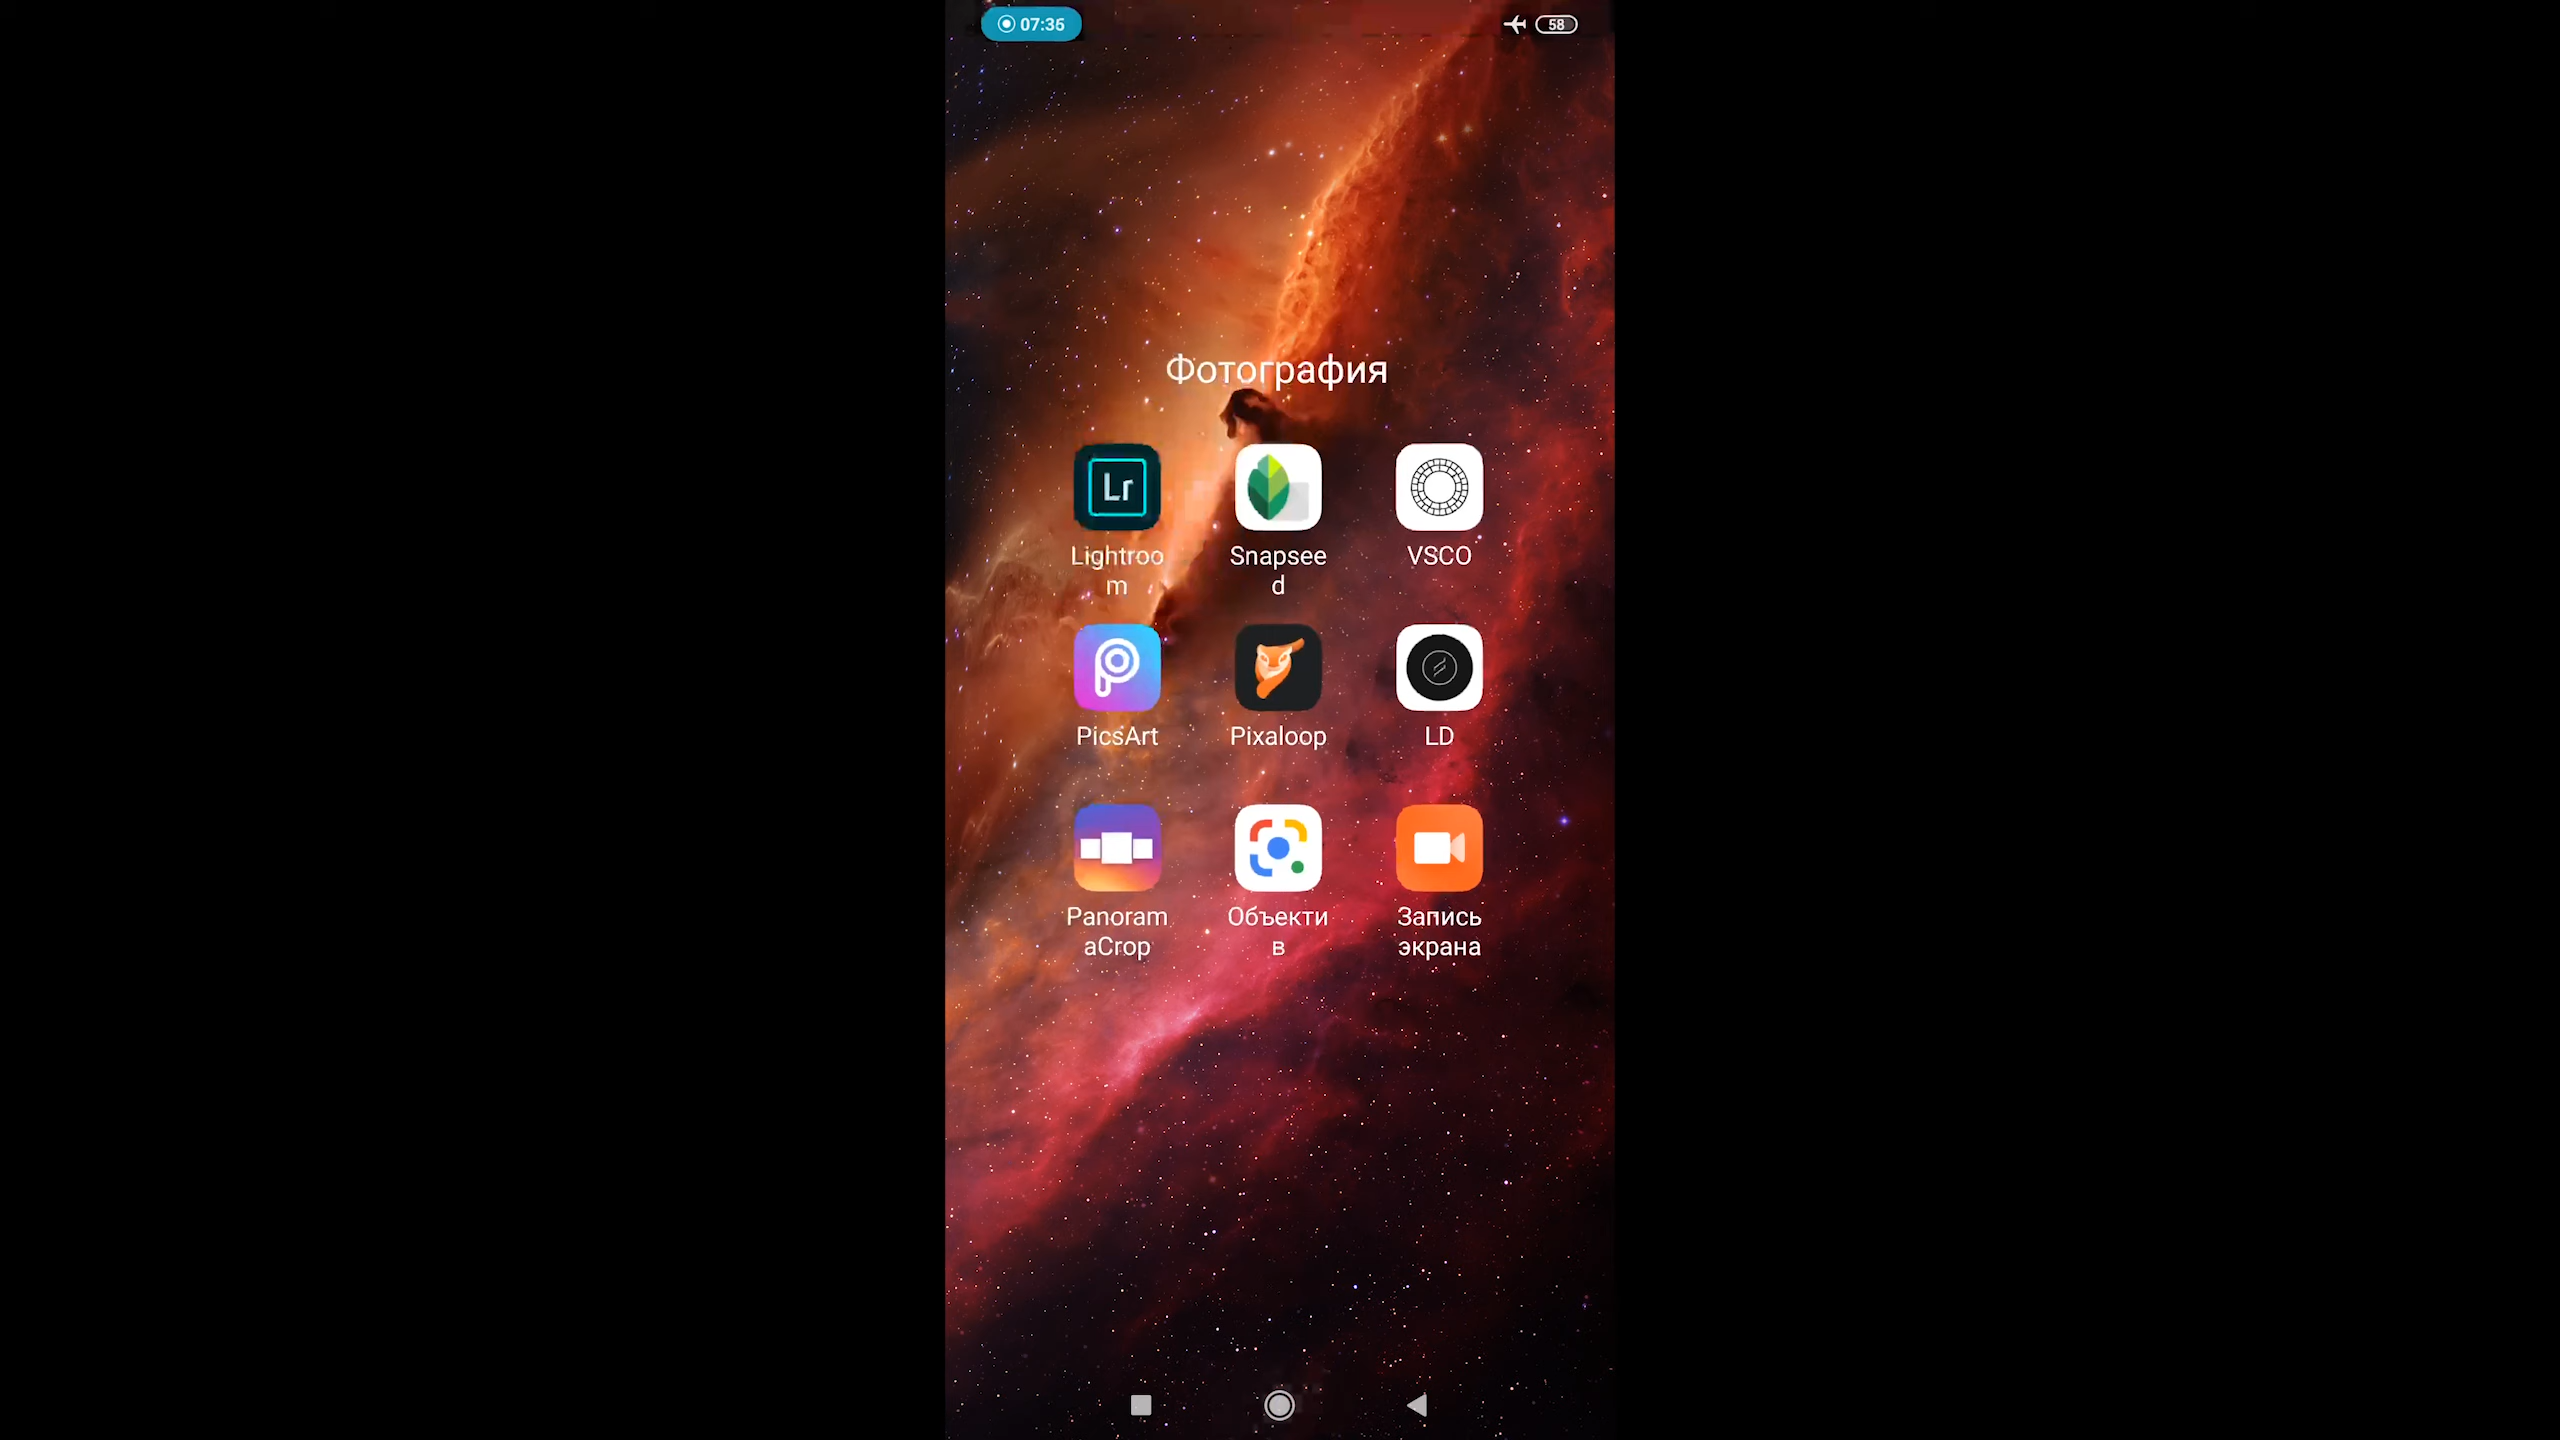 07:36
58
Фотография
Lr
Lightroo
m
Snapsee
d
VSCO
PicsArt
Pixaloop
LD
Panoram
aCrop
Объекти
в
Запись
экрана